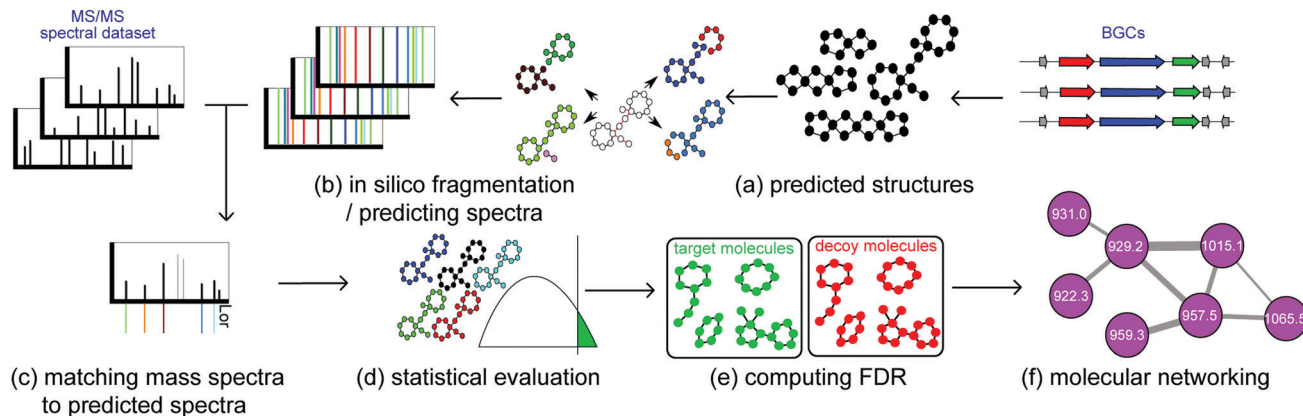 MS/MS
spectral dataset
BGCs
(b) in silico fragmentation
/ predicting spectra
(a) predicted structures
Lor
(c) matching mass spectra
to predicted spectra
(d) statistical evaluation
target molecules
decoy molecules
(e) computing FDR
931.0
929.2
1015.1
922.3
957.5
1065.5
959.3
(f) molecular networking